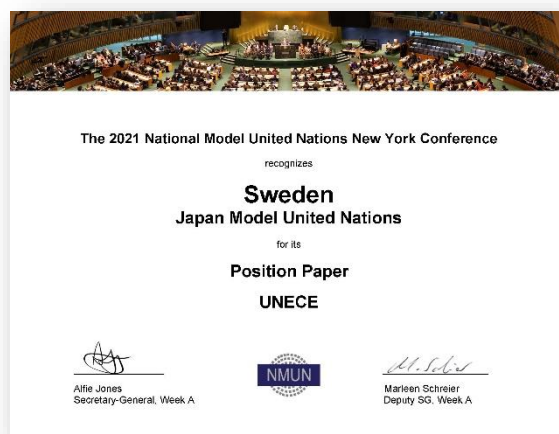 The 2021 National Model United Nations New York Conference
recognizes
Sweden
Japan Model United Nations
for its
Position Paper
UNECE
NMUN
Alfie Jones
Secretary-General, Week A
Marleen Schreier
Deputy SG, Week A